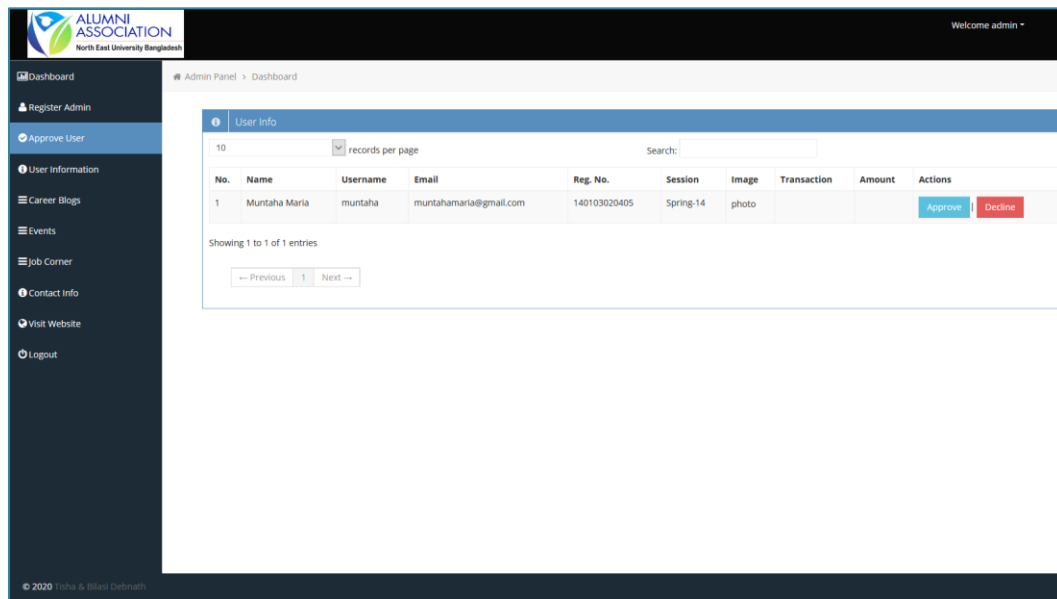 ALUMNI
ASSOCIATION
North East University Bangladesh
Welcome admin
Dashboard
Admin Panel > Dashboard
Register Admin
Approve User
User Information
Career Blogs
Events
Job Corner
Contact Info
Visit Website
Logout
User Info
10 records per page Search:
No. Name Username Email Reg. No. Session Image Transaction Amount Actions
1 Muntaha Maria muntaha muntahamaria@gmail.com 140103020405 Spring-14 photo Approve | Decline
Showing 1 to 1 of 1 entries
← Previous 1 Next →
© 2020 Tisha & Bilasi Debnath